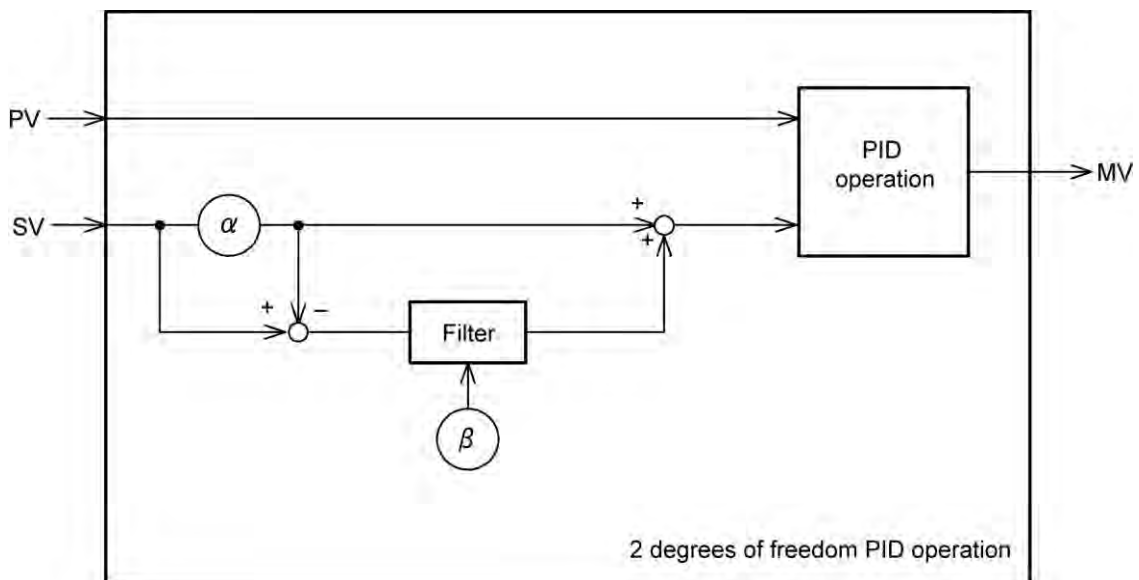 PV
PID
operation
MV
SV
α
+
+
+
−
Filter
β
2 degrees of freedom PID operation